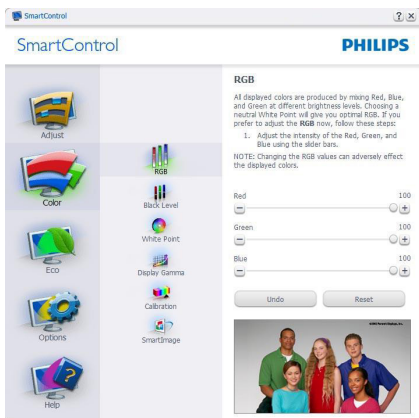 SmartControl
SmartControl
PHILIPS
Adjust
Color
Eco
Options
Help
RGB
Black Level
White Point
Display Gamma
Calibration
SmartImage
RGB
All displayed colors are produced by mixing Red, Blue,
and Green at different brightness levels. Choosing a
neutral White Point will give you optimal RGB. If you
prefer to adjust the RGB now, follow these steps:
1. Adjust the intensity of the Red, Green, and
Blue using the slider bars.
NOTE: Changing the RGB values can adversely effect
the displayed colors.
Red 100
Green 100
Blue 100
Undo Reset